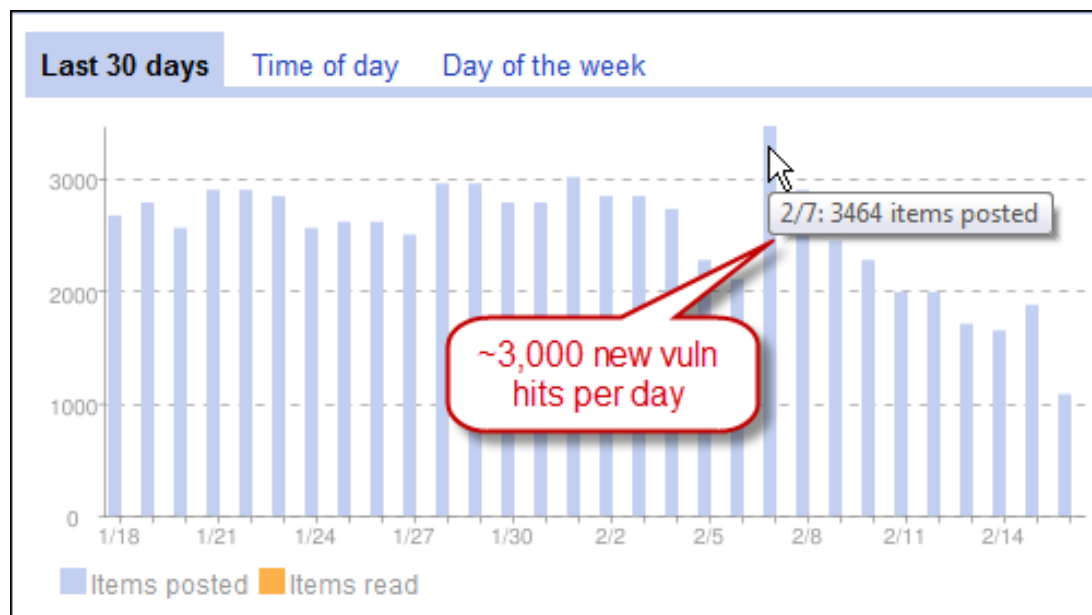 Last 30 days Time of day Day of the week
3000
2/7: 3464 items posted
2000
~3,000 new vuln
hits per day
1000
0
1/18 1/21 1/24 1/27 1/30 2/2 2/5 2/8 2/11 2/14
Items posted Items read